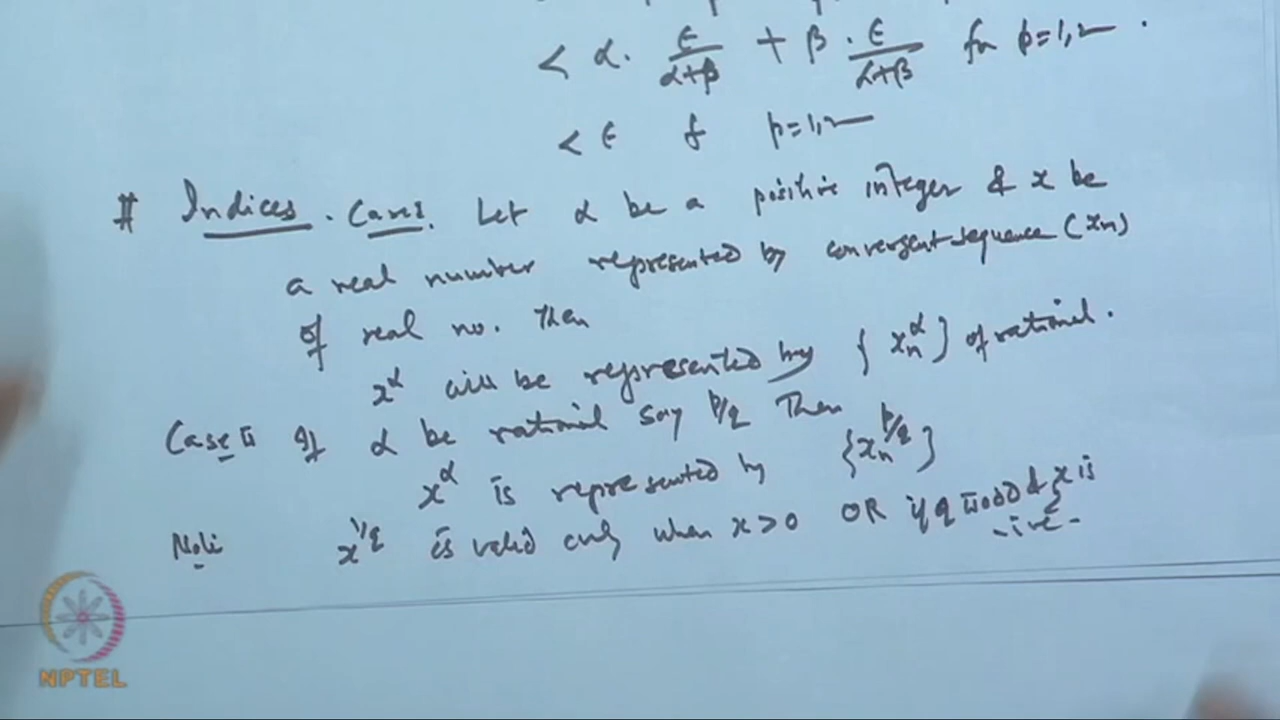 < α. ε/α+β + β. ε/α+β for p=1,2—.
< ε for p=1,2—
# Indices. Case I. Let α be a positive integer & x be
a real number represented by convergent sequence (xn)
of real no. Then
x^α will be represented by {xn^α} of rational.
Case II If α be rational say p/q Then
x^α is represented by {xn^p/q}
Note x^1/q is valid only when x>0 OR if q is odd & x is
-ive.
NPTEL